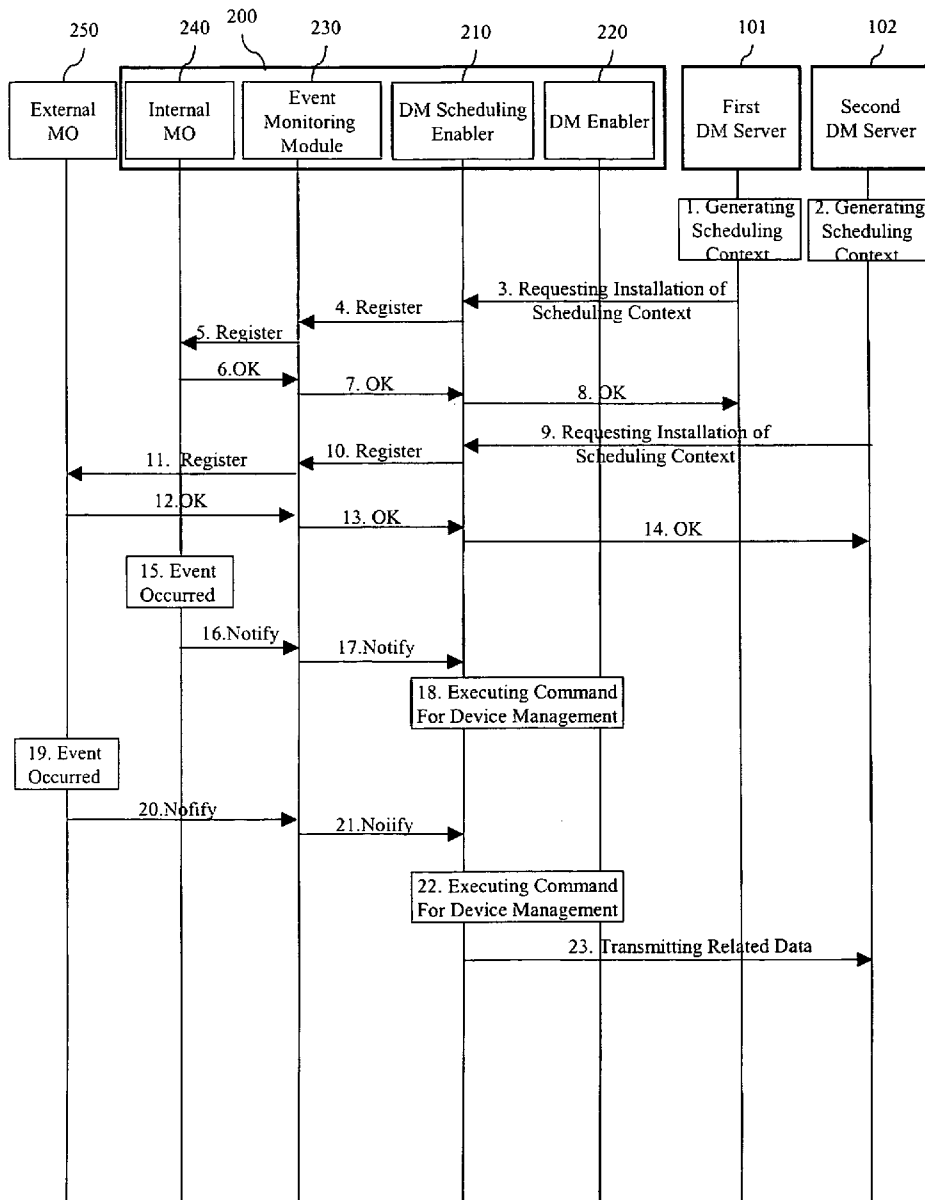 250
240
200
230
210
220
101
102
External
MO
Internal
MO
Event
Monitoring
Module
DM Scheduling
Enabler
DM Enabler
First
DM Server
Second
DM Server
1. Generating
Scheduling
Context
2. Generating
Scheduling
Context
3. Requesting Installation of
Scheduling Context
4. Register
5. Register
6.OK
7. OK
8. OK
9. Requesting Installation of
Scheduling Context
10. Register
11. Register
12.OK
13. OK
14. OK
15. Event
Occurred
16.Notify
17.Notify
18. Executing Command
For Device Management
19. Event
Occurred
20.Nofify
21.Noiify
22. Executing Command
For Device Management
23. Transmitting Related Data